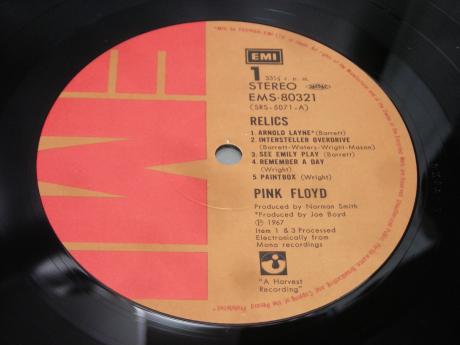 EMI
1
33⅓ r.p.m.
STEREO
EMS-80321
(SRS-5071-A)
RELICS
1. ARNOLD LAYNE* (Barrett)
2. INTERSTELLER OVERDRIVE
(Barrett-Waters-Wright-Mason)
3. SEE EMILY PLAY (Barrett)
4. REMEMBER A DAY
(Wright)
5. PAINTBOX (Wright)
PINK FLOYD
Produced by Norman Smith
*Produced by Joe Boyd
Ⓟ 1967
Item 1 & 3 Processed
Electronically from
Mono recordings
"A Harvest
Recording"
EMI